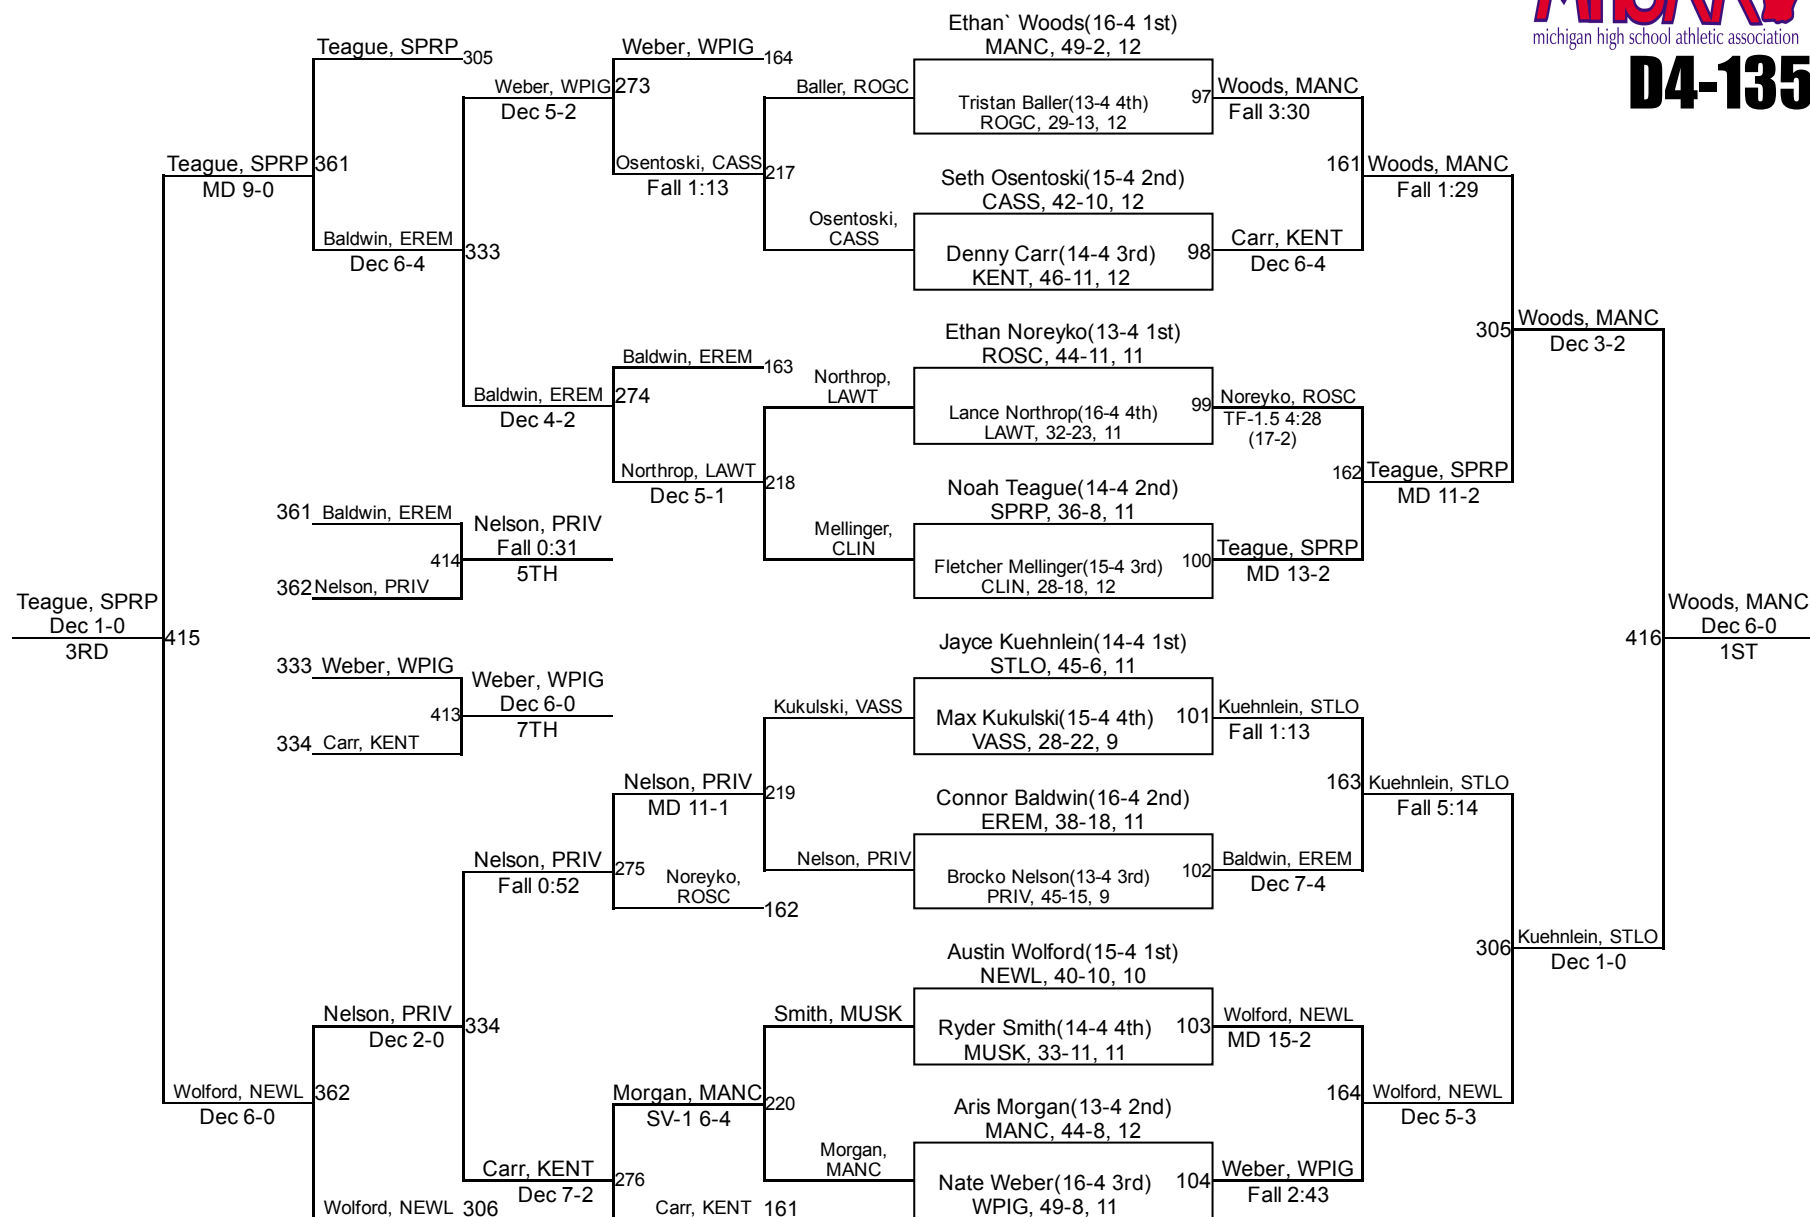 michigan high school athletic association
D4-135
Teague, SPRP
305
Weber, WPIG
273
Dec 5-2
Weber, WPIG
164
Osentoski, CASS
217
Fall 1:13
Baller, ROGC
Osentoski,
CASS
Teague, SPRP
361
MD 9-0
Baldwin, EREM
333
Dec 6-4
Baldwin, EREM
274
Dec 4-2
Baldwin, EREM
163
Northrop, LAWT
218
Dec 5-1
Northrop,
LAWT
Mellinger,
CLIN
361 Baldwin, EREM
414
362 Nelson, PRIV
Nelson, PRIV
Fall 0:31
5TH
Teague, SPRP
Dec 1-0
415
3RD
333 Weber, WPIG
413
334 Carr, KENT
Weber, WPIG
Dec 6-0
7TH
Kukulski, VASS
Nelson, PRIV
219
MD 11-1
Nelson, PRIV
Nelson, PRIV
275
Fall 0:52
Noreyko,
ROSC
162
Nelson, PRIV
334
Dec 2-0
Wolford, NEWL
362
Dec 6-0
Smith, MUSK
Morgan, MANC
220
SV-1 6-4
Morgan,
MANC
Carr, KENT
276
Dec 7-2
Wolford, NEWL 306
Carr, KENT 161
Ethan` Woods(16-4 1st)
MANC, 49-2, 12
Tristan Baller(13-4 4th)
ROGC, 29-13, 12
97
Woods, MANC
Fall 3:30
Seth Osentoski(15-4 2nd)
CASS, 42-10, 12
Denny Carr(14-4 3rd)
KENT, 46-11, 12
98
Carr, KENT
Dec 6-4
161
Woods, MANC
Fall 1:29
Ethan Noreyko(13-4 1st)
ROSC, 44-11, 11
Lance Northrop(16-4 4th)
LAWT, 32-23, 11
99
Noreyko, ROSC
TF-1.5 4:28
(17-2)
162
Teague, SPRP
MD 11-2
Noah Teague(14-4 2nd)
SPRP, 36-8, 11
Fletcher Mellinger(15-4 3rd)
CLIN, 28-18, 12
100
Teague, SPRP
MD 13-2
305
Woods, MANC
Dec 3-2
Jayce Kuehnlein(14-4 1st)
STLO, 45-6, 11
Max Kukulski(15-4 4th)
VASS, 28-22, 9
101
Kuehnlein, STLO
Fall 1:13
Connor Baldwin(16-4 2nd)
EREM, 38-18, 11
Brocko Nelson(13-4 3rd)
PRIV, 45-15, 9
102
Baldwin, EREM
Dec 7-4
163
Kuehnlein, STLO
Fall 5:14
Austin Wolford(15-4 1st)
NEWL, 40-10, 10
Ryder Smith(14-4 4th)
MUSK, 33-11, 11
103
Wolford, NEWL
MD 15-2
Aris Morgan(13-4 2nd)
MANC, 44-8, 12
Nate Weber(16-4 3rd)
WPIG, 49-8, 11
104
Weber, WPIG
Fall 2:43
164
Wolford, NEWL
Dec 5-3
306
Kuehnlein, STLO
Dec 1-0
416
Woods, MANC
Dec 6-0
1ST